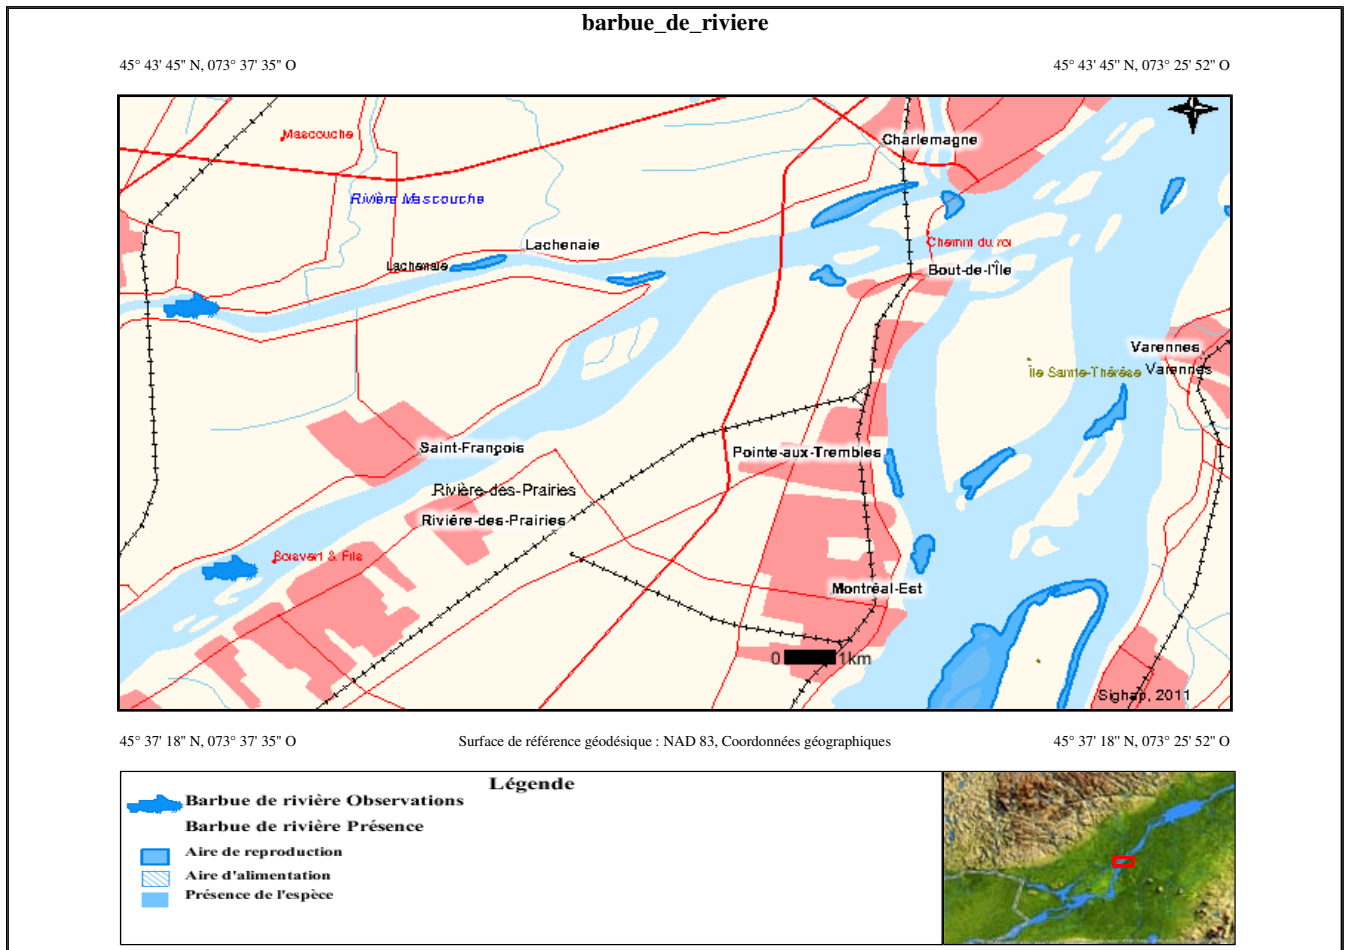 barbue_de_riviere
45° 43' 45" N, 073° 37' 35" O
45° 43' 45" N, 073° 25' 52" O
Mascouche
Charlemagne
Rivière Mascouche
Lachenaie
Chemin du roi
Lachenaie
Bout-de-l'Île
Varennes
Île Sainte-Thérèse
Varennes
Saint-François
Pointe-aux-Trembles
Rivière-des-Prairies
Rivière-des-Prairies
Boisvert & Fils
Montréal-Est
0 1km
Sighap, 2011
45° 37' 18" N, 073° 37' 35" O
Surface de référence géodésique : NAD 83, Coordonnées géographiques
45° 37' 18" N, 073° 25' 52" O
Légende
Barbue de rivière Observations
Barbue de rivière Présence
Aire de reproduction
Aire d'alimentation
Présence de l'espèce